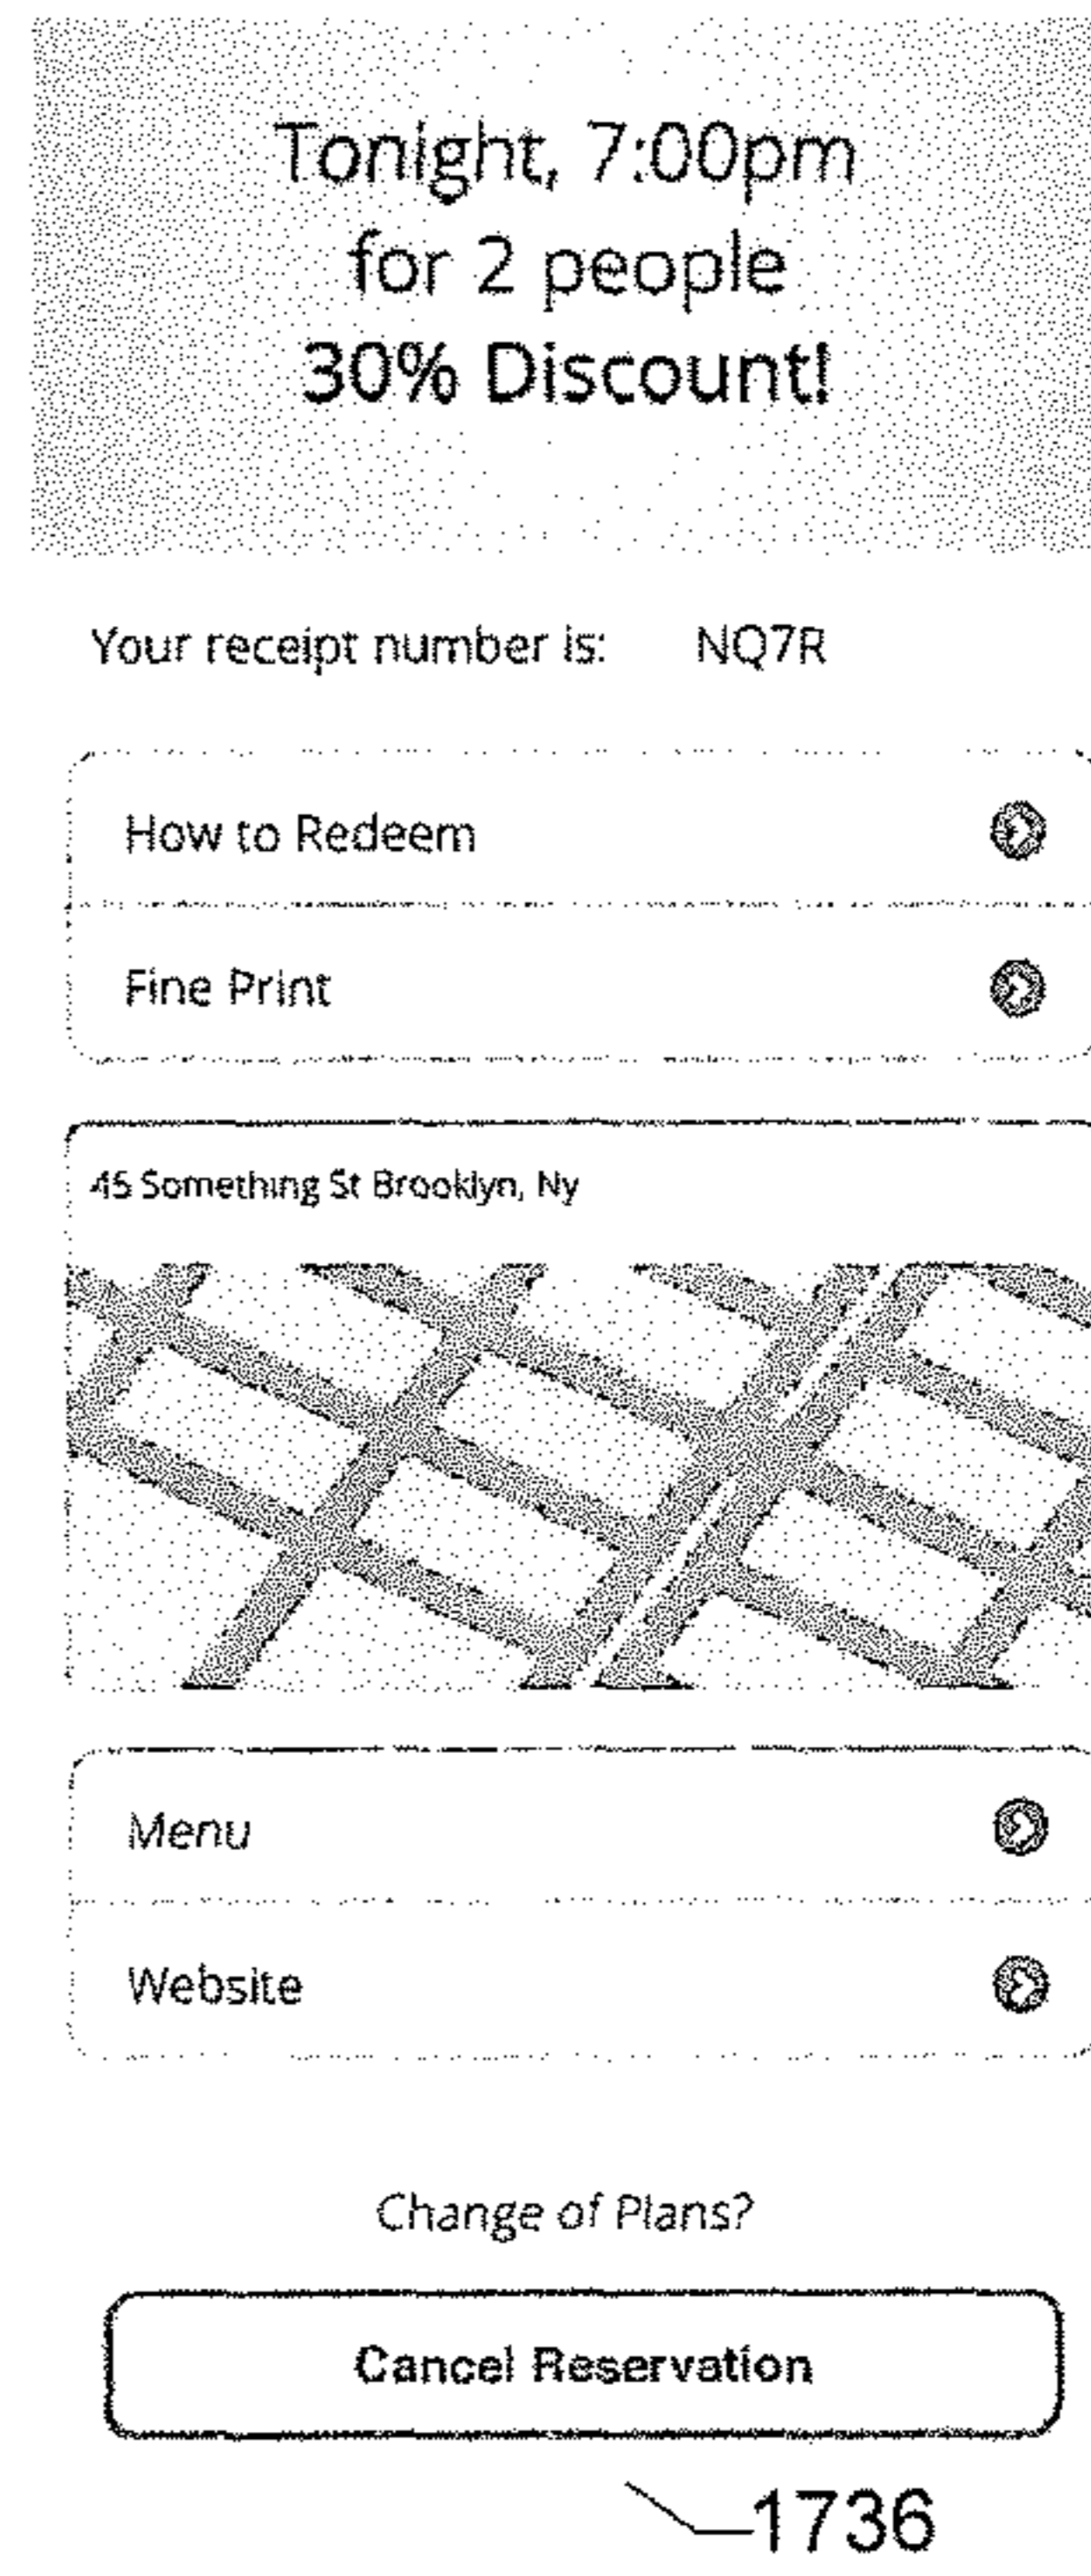 Tonight, 7:00pm
for 2 people
30% Discount!
Your receipt number is: NQ7R
How to Redeem
Fine Print
45 Something St Brooklyn, Ny
Menu
Website
Change of Plans?
Cancel Reservation
1736